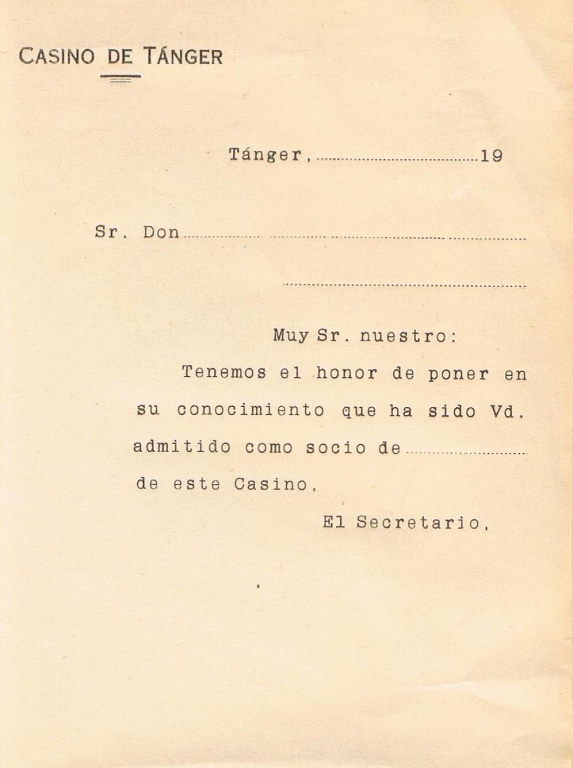 CASINO DE TÁNGER
Tánger, ........................................ 19
Sr. Don ........................................
........................................
Muy Sr. nuestro:
Tenemos el honor de poner en
su conocimiento que ha sido Vd.
admitido como socio de ........................
de este Casino,
El Secretario,